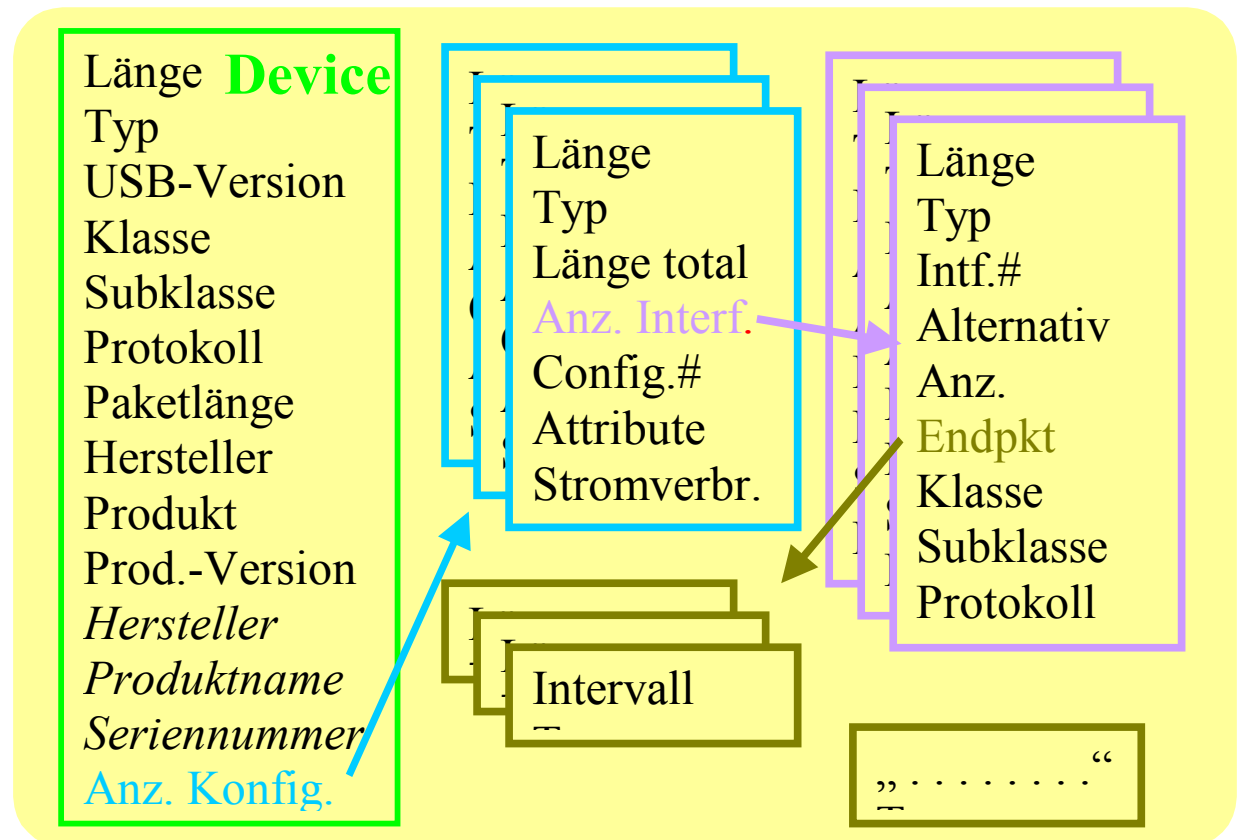 Länge Device
Typ
USB-Version
Klasse
Subklasse
Protokoll
Paketlänge
Hersteller
Produkt
Prod.-Version
Hersteller
Produktname
Seriennummer
Anz. Konfig.
Länge
Typ
Länge total
Anz. Interf.
Config.#
Attribute
Stromverbr.
Länge
Typ
Intf.#
Alternativ
Anz.
Endpkt
Klasse
Subklasse
Protokoll
Intervall
„ . . . . . . . . “